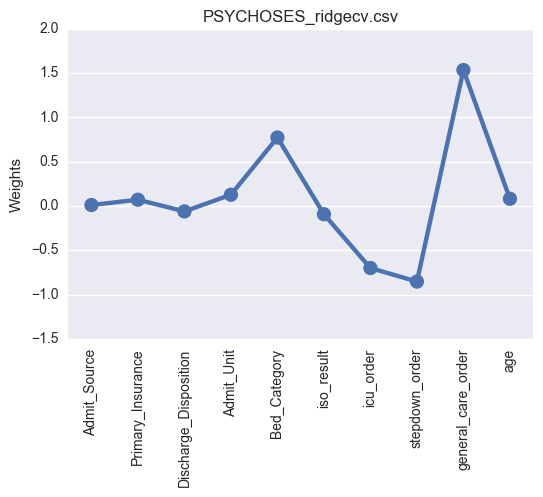 PSYCHOSES_ridgecv.csv
Weights
2.0
1.5
1.0
0.5
0.0
−0.5
−1.0
−1.5
Admit_Source
Primary_Insurance
Discharge_Disposition
Admit_Unit
Bed_Category
iso_result
icu_order
stepdown_order
general_care_order
age